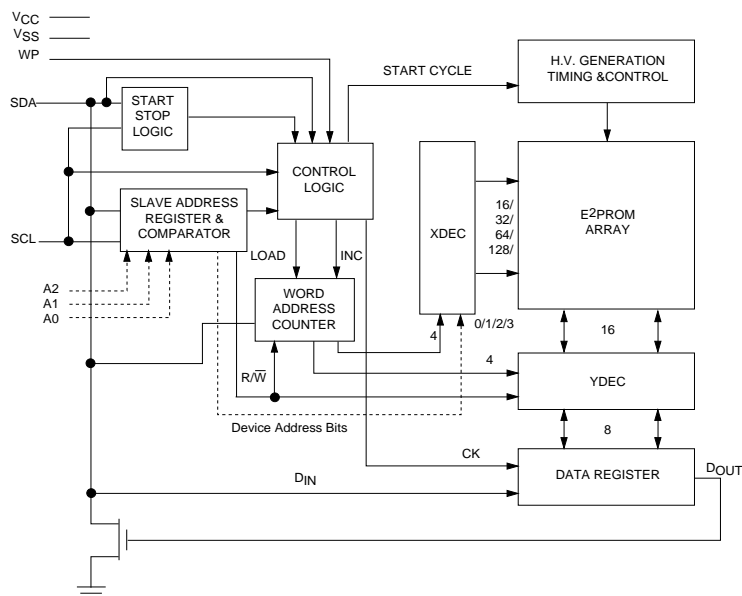 VCC
VSS
WP
SDA
START
STOP
LOGIC
START CYCLE
H.V. GENERATION
TIMING &CONTROL
CONTROL
LOGIC
SLAVE ADDRESS
REGISTER &
COMPARATOR
SCL
XDEC
16/
32/
64/
128/
E2PROM
ARRAY
LOAD
INC
A2
A1
A0
WORD
ADDRESS
COUNTER
0/1/2/3
4
16
R/W̅
4
YDEC
Device Address Bits
8
CK
DATA REGISTER
DOUT
DIN